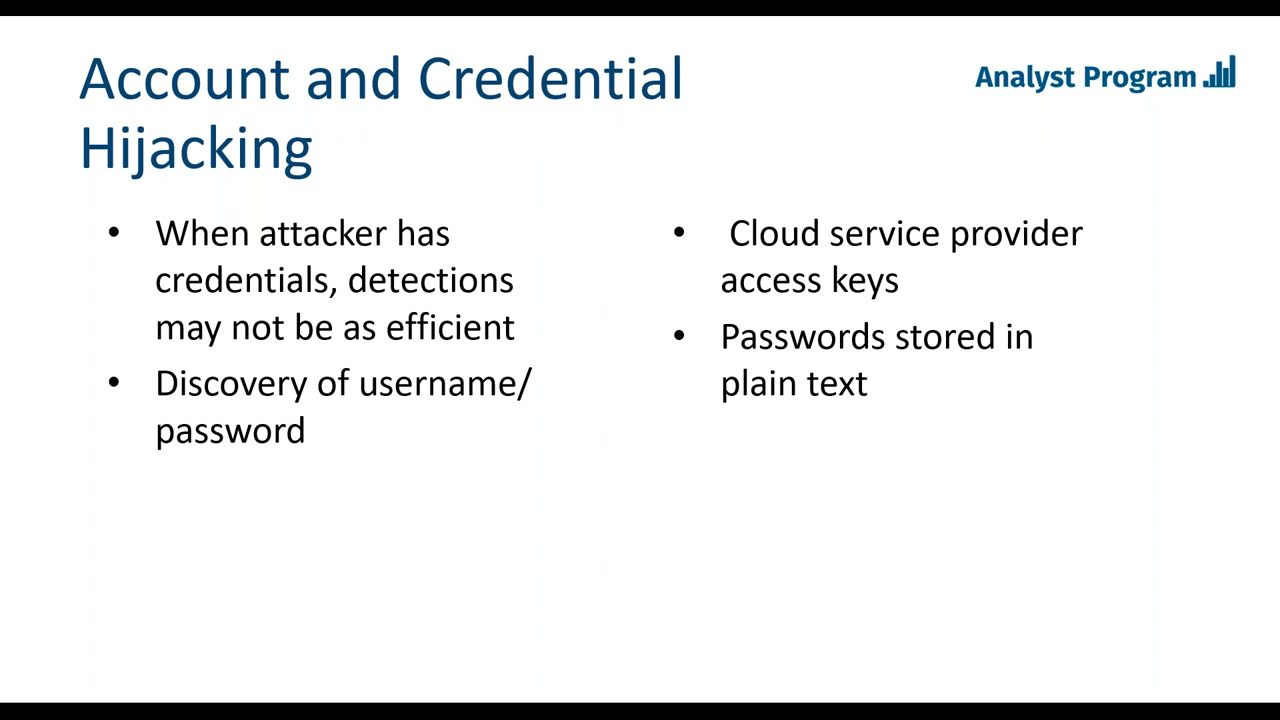 Account and Credential
Hijacking
Analyst Program
• When attacker has
credentials, detections
may not be as efficient
• Discovery of username/
password
• Cloud service provider
access keys
• Passwords stored in
plain text